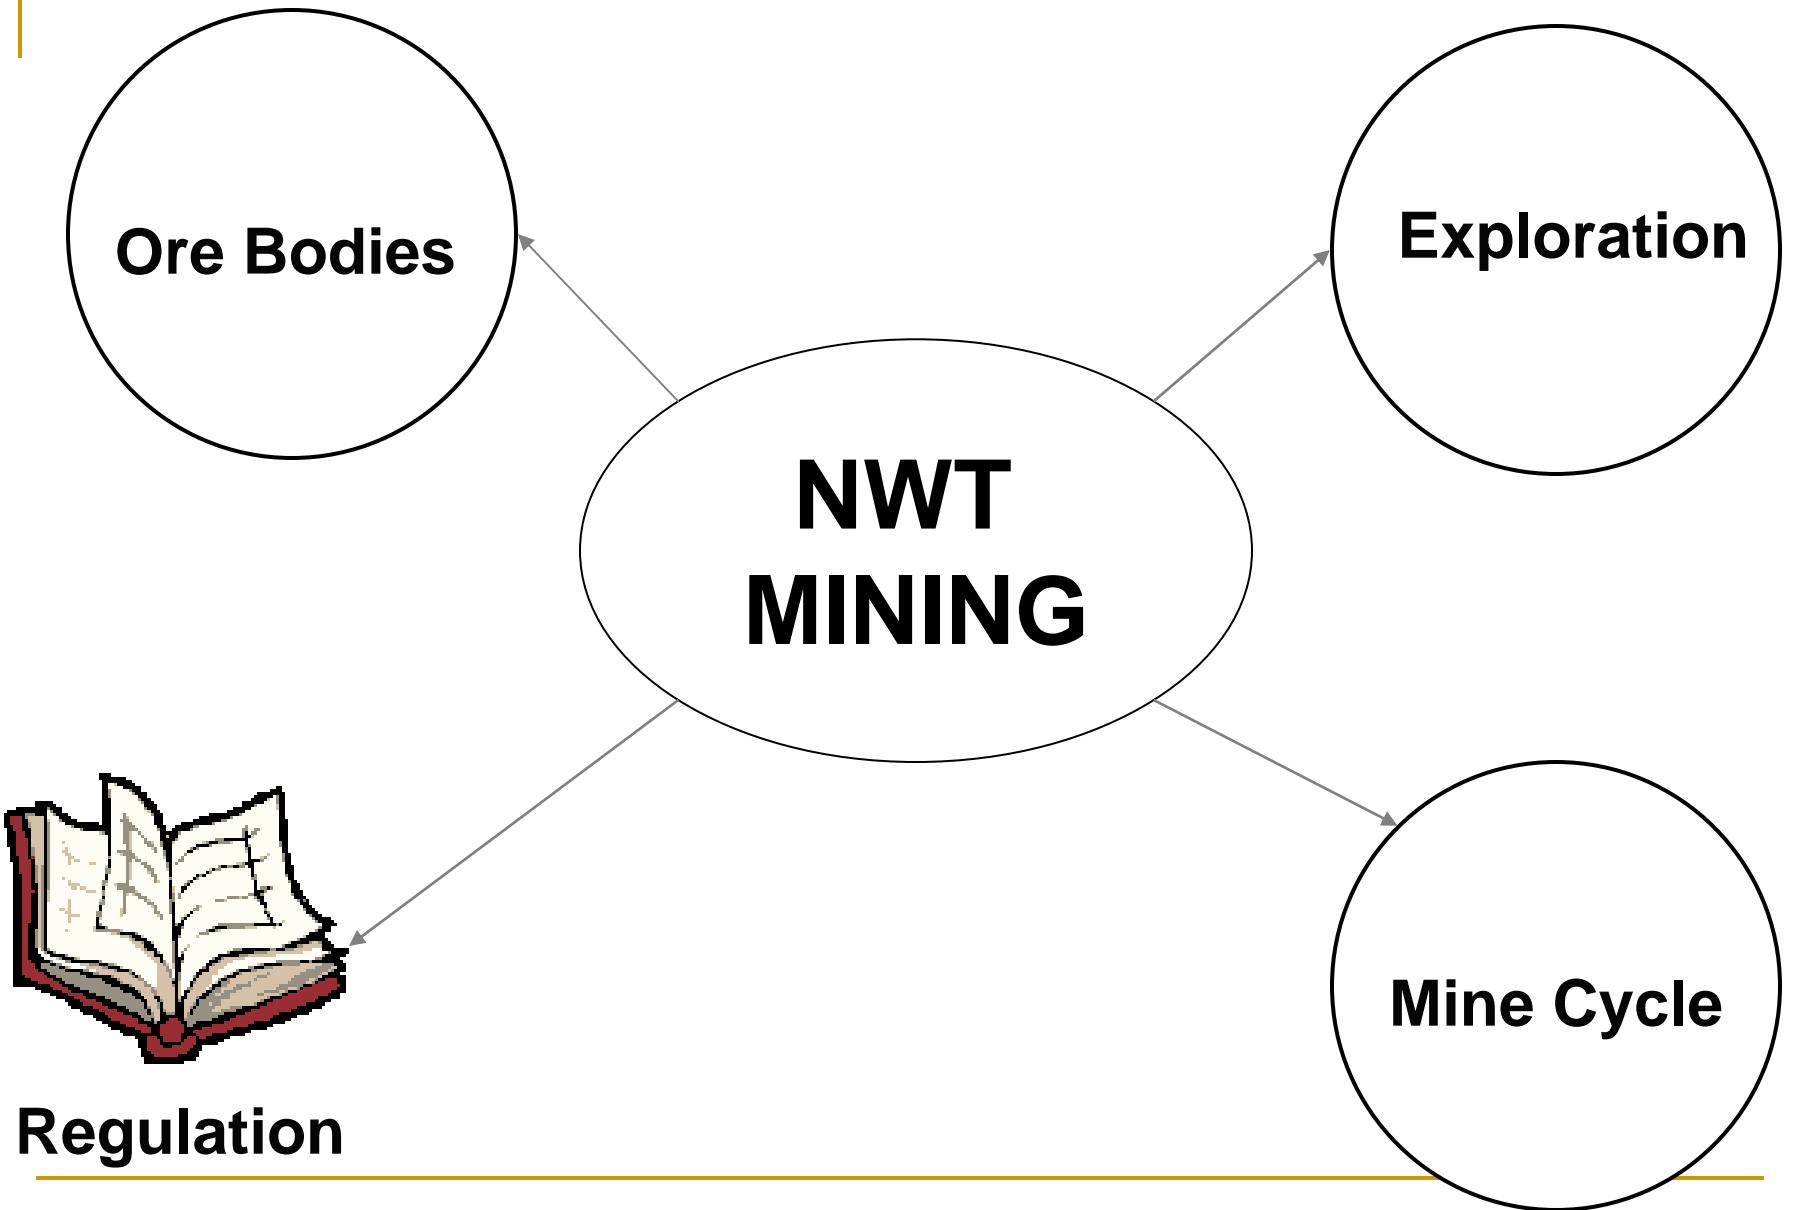 Ore Bodies
Exploration
NWT
MINING
Mine Cycle
Regulation